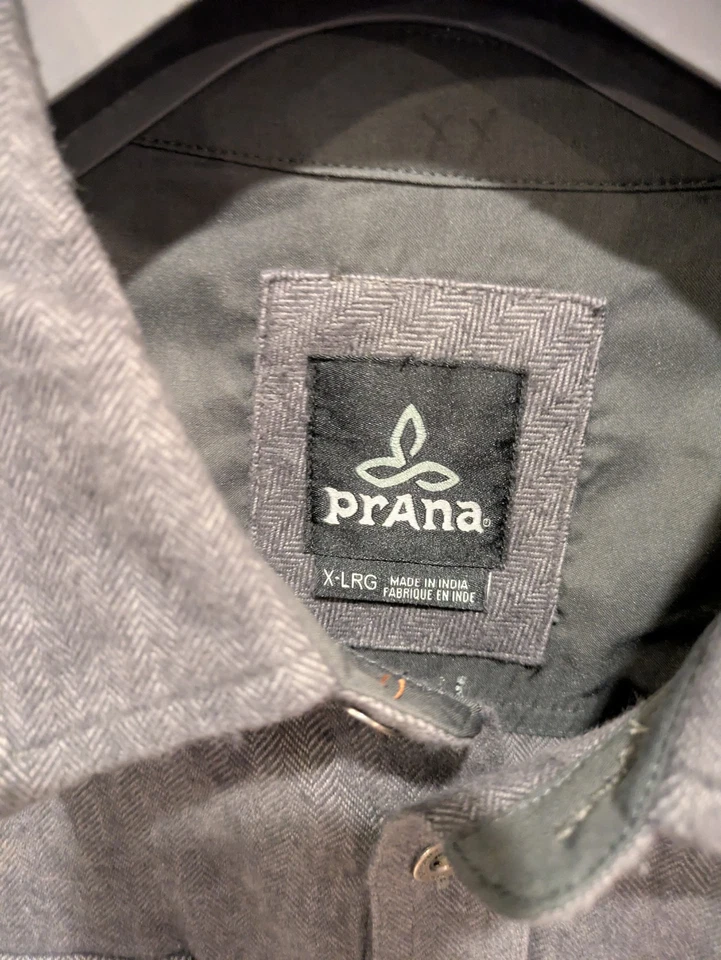 prAna®
X-LRG MADE IN INDIA
FABRIQUE EN INDE